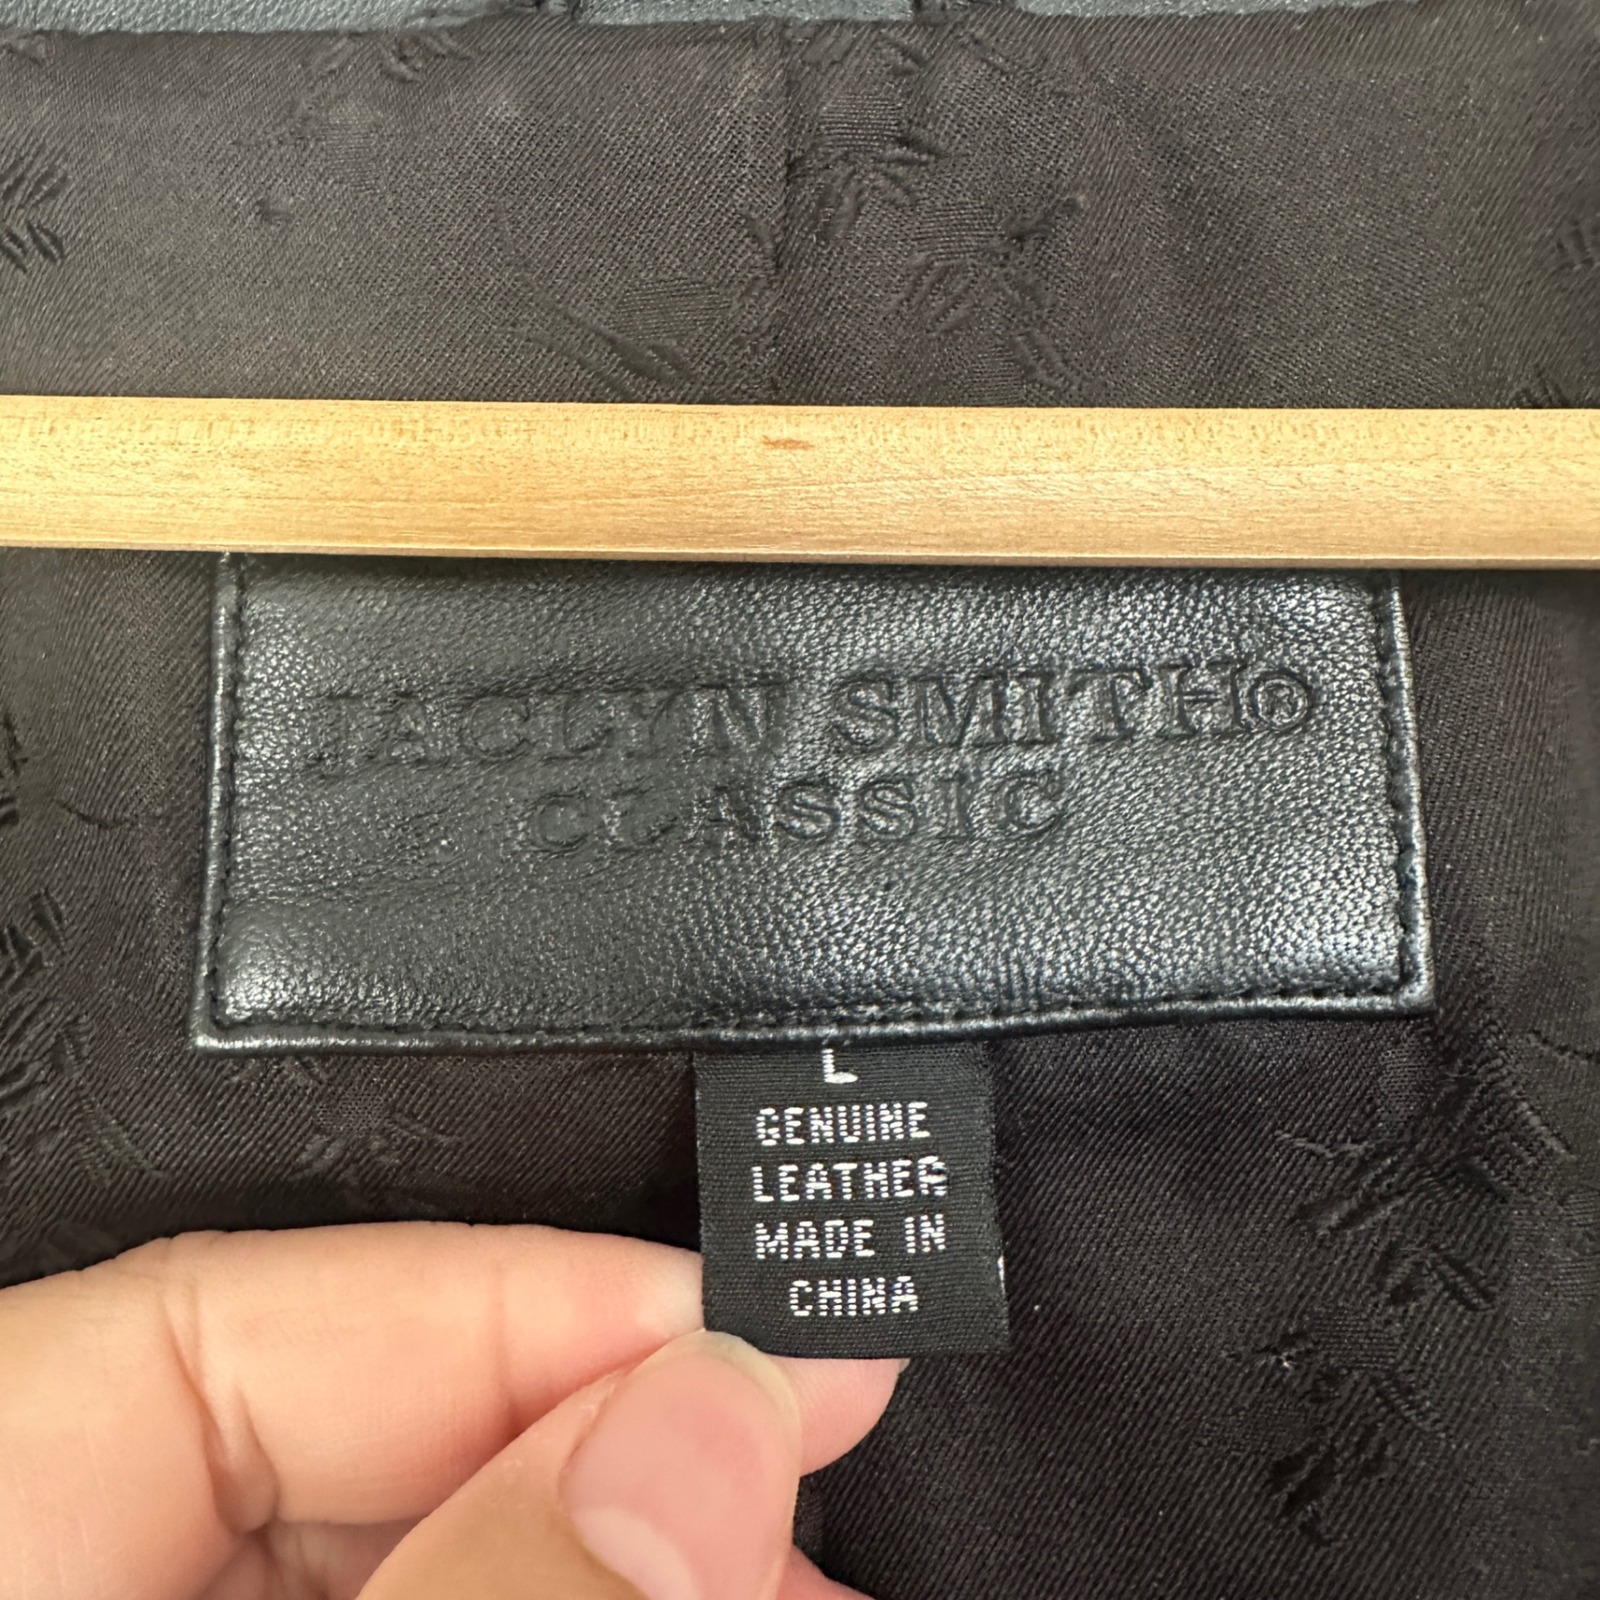 JACLYN SMITH®
CLASSIC
L
GENUINE
LEATHER
MADE IN
CHINA